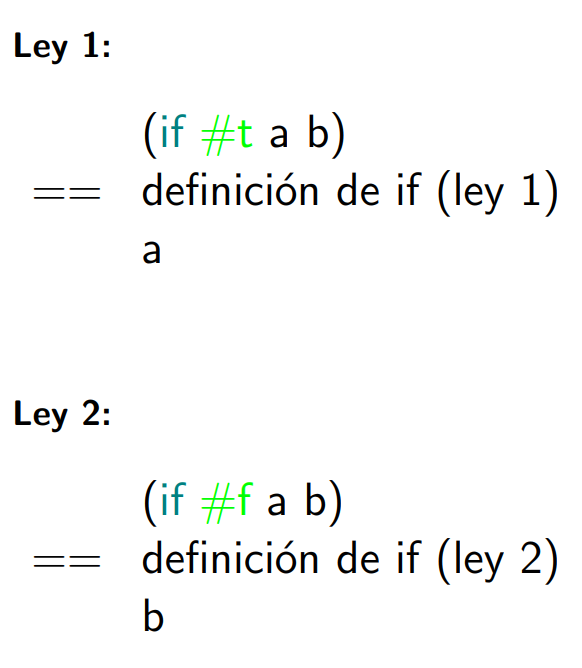 Ley 1:
(if #t a b)
== definición de if (ley 1)
a
Ley 2:
(if #f a b)
== definición de if (ley 2)
b